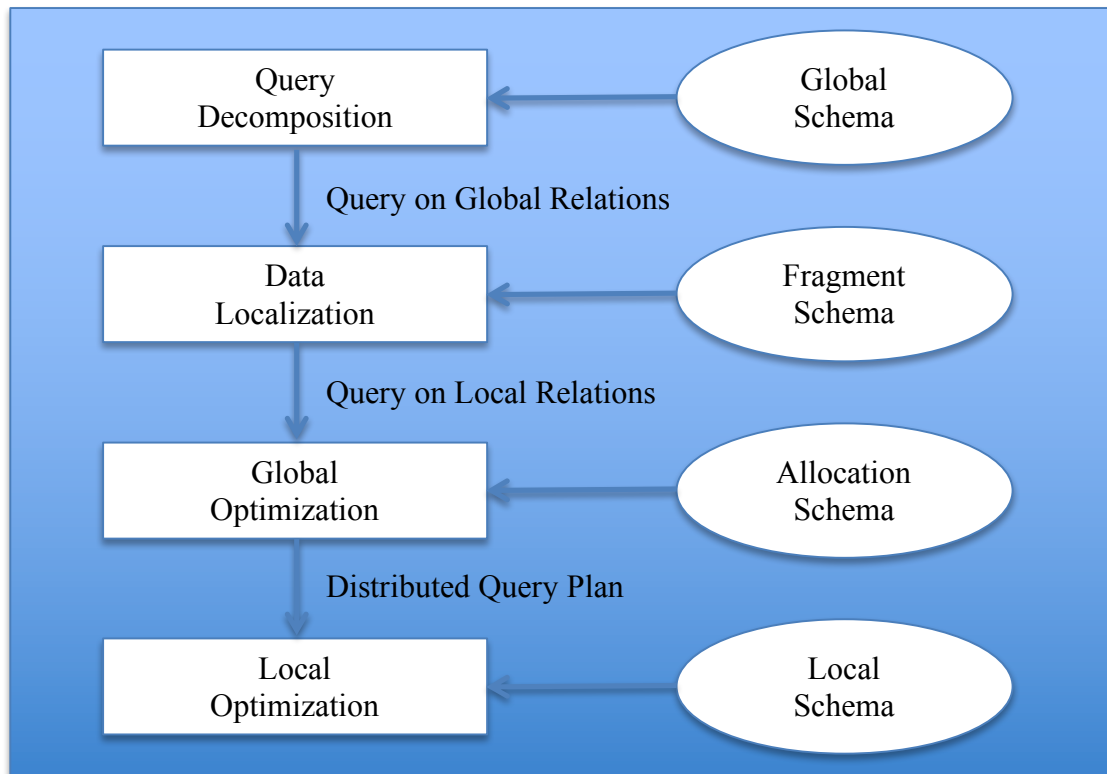 Query
Decomposition
Global
Schema
Query on Global Relations
Data
Localization
Fragment
Schema
Query on Local Relations
Global
Optimization
Allocation
Schema
Distributed Query Plan
Local
Optimization
Local
Schema